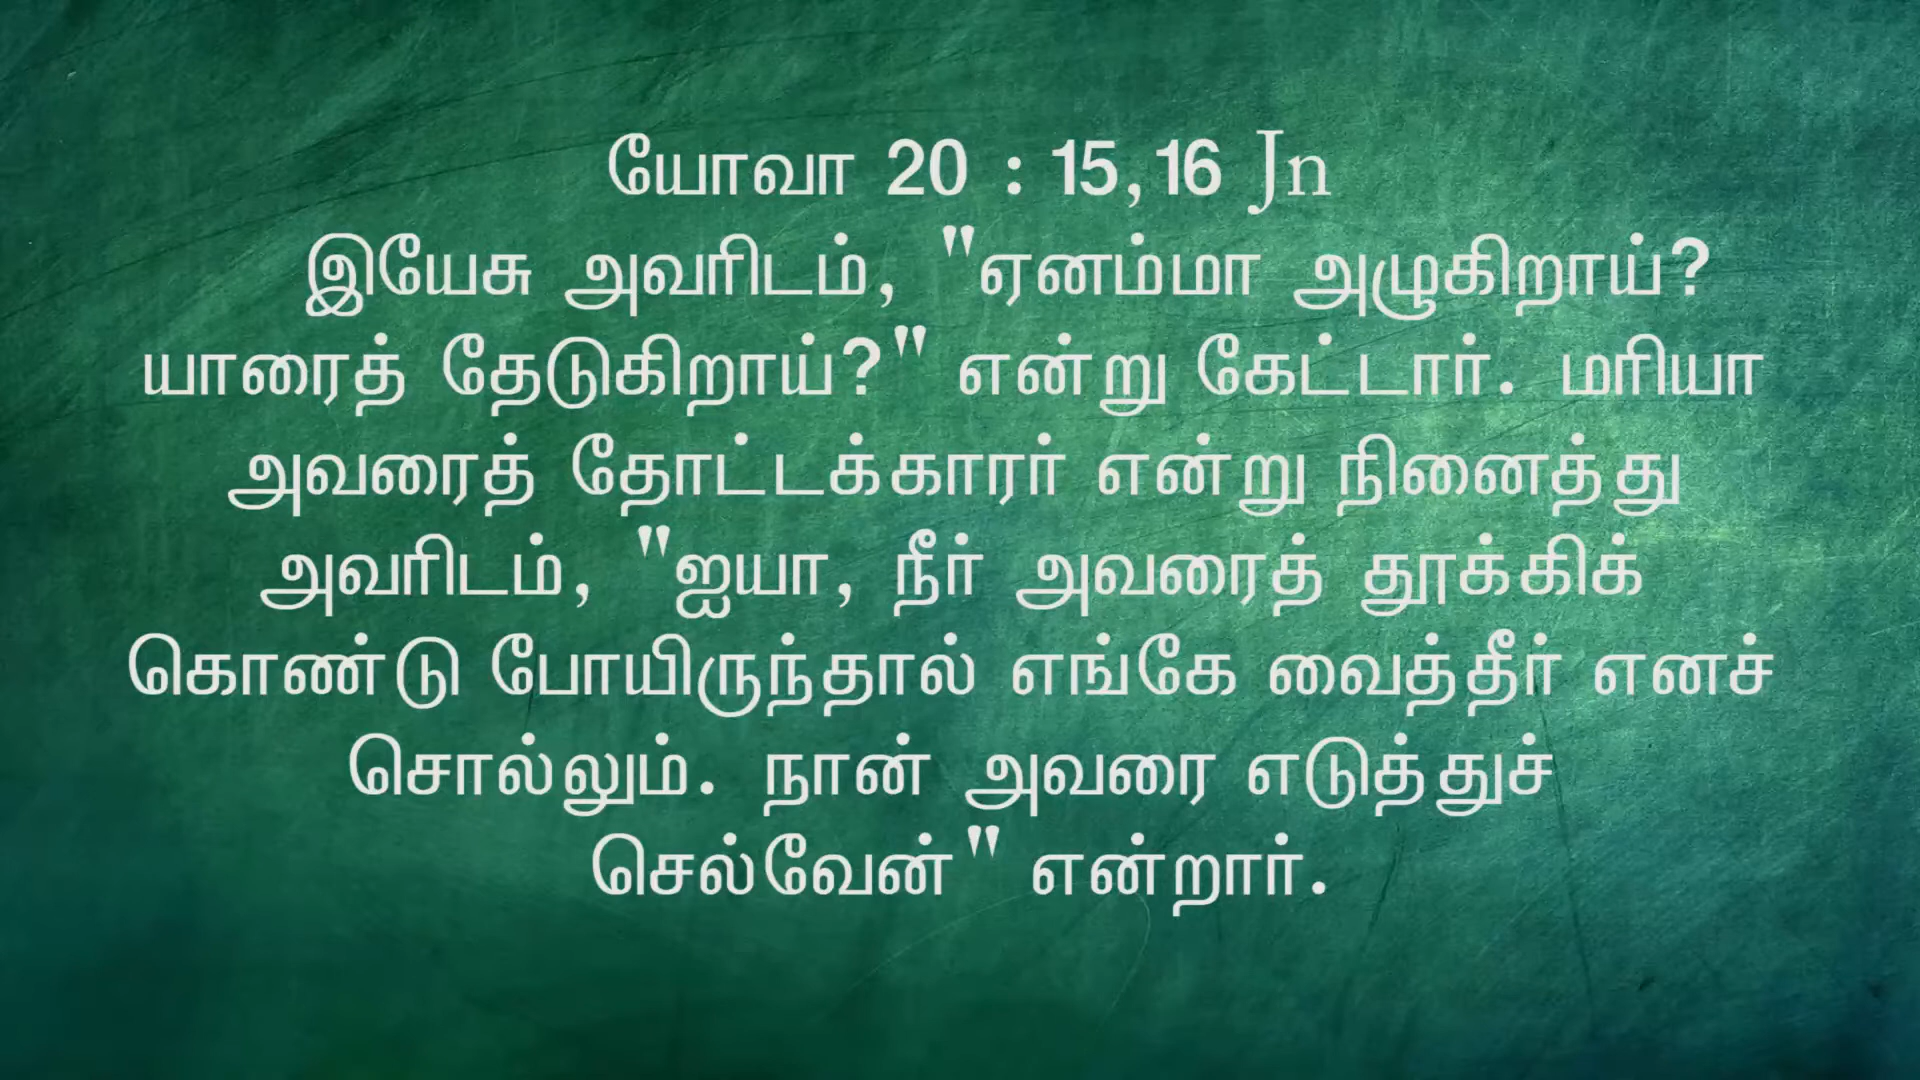 யோவா 20 : 15,16 Jn
இயேசு அவரிடம், "ஏனம்மா அழுகிறாய்?
யாரைத் தேடுகிறாய்?" என்று கேட்டார். மரியா
அவரைத் தோட்டக்காரர் என்று நினைத்து
அவரிடம், "ஐயா, நீர் அவரைத் தூக்கிக்
கொண்டு போயிருந்தால் எங்கே வைத்தீர் எனச்
சொல்லும். நான் அவரை எடுத்துச்
செல்வேன்" என்றார்.